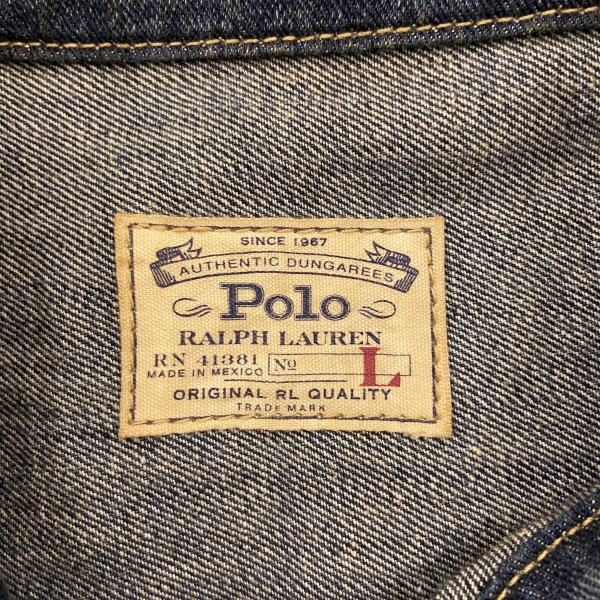 SINCE 1967
AUTHENTIC DUNGAREES
Polo
RALPH LAUREN
RN 41381 No L
MADE IN MEXICO
ORIGINAL RL QUALITY
TRADE MARK